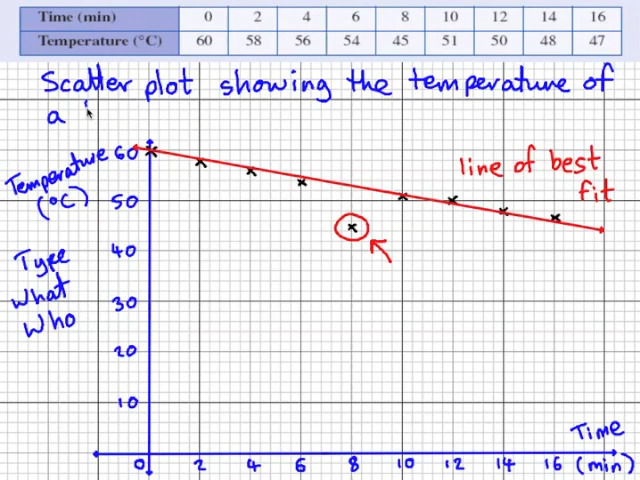 Time (min) 0 2 4 6 8 10 12 14 16
Temperature (°C) 60 58 56 54 45 51 50 48 47
Scatter plot showing the temperature of
a
Temperature
(°C)
line of best
fit
Type
What
Who
60
50
40
30
20
10
Time
0 2 4 6 8 10 12 14 16 (min)